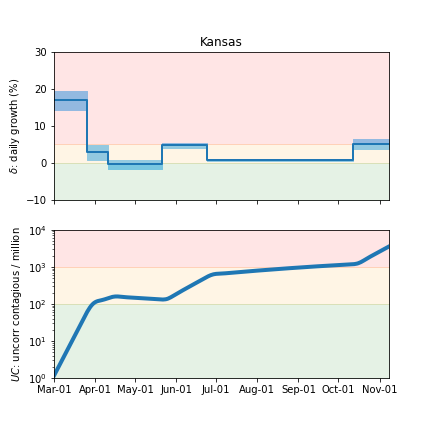 Kansas
30
20
10
0
−10
δ: daily growth (%)
10⁴
10³
10²
10¹
10⁰
UC: uncorr contagious / million
Mar-01 Apr-01 May-01 Jun-01 Jul-01 Aug-01 Sep-01 Oct-01 Nov-01